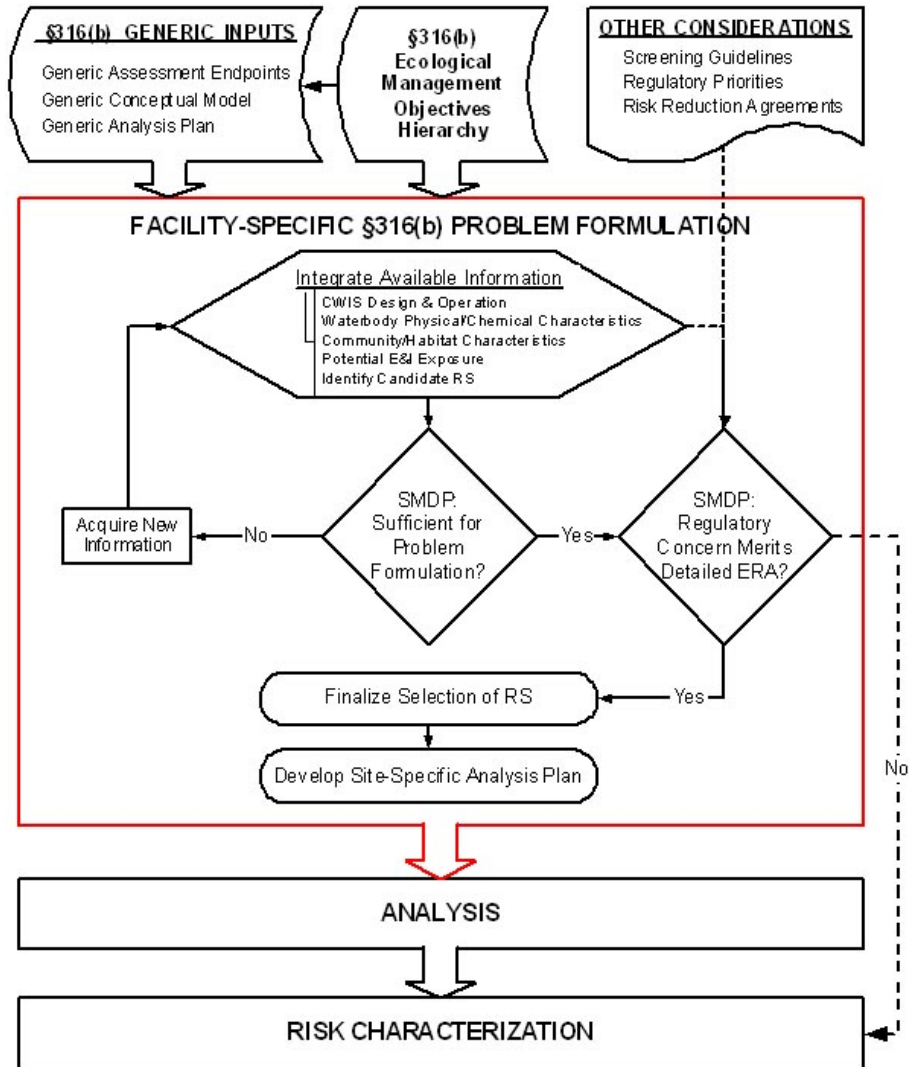 §316(b) GENERIC INPUTS
Generic Assessment Endpoints
Generic Conceptual Model
Generic Analysis Plan
§316(b)
Ecological
Management
Objectives
Hierarchy
OTHER CONSIDERATIONS
Screening Guidelines
Regulatory Priorities
Risk Reduction Agreements
FACILITY-SPECIFIC §316(b) PROBLEM FORMULATION
Integrate Available Information
CWIS Design & Operation
Waterbody Physical/Chemical Characteristics
Community/Habitat Characteristics
Potential E&I Exposure
Identify Candidate RS
Acquire New
Information
No
SMDP:
Sufficient for
Problem
Formulation?
Yes
SMDP:
Regulatory
Concern Merits
Detailed ERA?
Finalize Selection of RS
Yes
Develop Site-Specific Analysis Plan
No
ANALYSIS
RISK CHARACTERIZATION